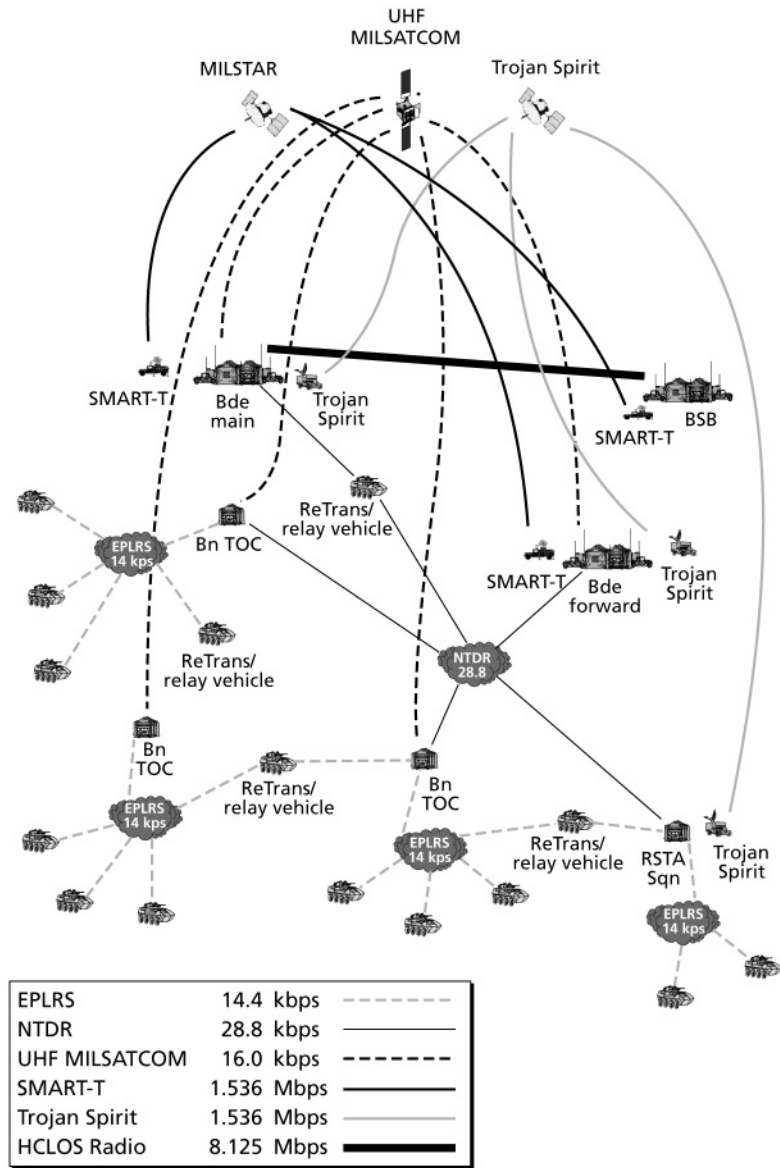 UHF
MILSATCOM
MILSTAR
Trojan Spirit
SMART-T
Bde
main
Trojan
Spirit
SMART-T
BSB
ReTrans/
relay vehicle
Bn TOC
EPLRS
14 kps
SMART-T
Bde
forward
Trojan
Spirit
ReTrans/
relay vehicle
NTDR
28.8
Bn
TOC
ReTrans/
relay vehicle
Bn
TOC
EPLRS
14 kps
EPLRS
14 kps
ReTrans/
relay vehicle
RSTA
Sqn
Trojan
Spirit
EPLRS
14 kps
EPLRS 14.4 kbps
NTDR 28.8 kbps
UHF MILSATCOM 16.0 kbps
SMART-T 1.536 Mbps
Trojan Spirit 1.536 Mbps
HCLOS Radio 8.125 Mbps